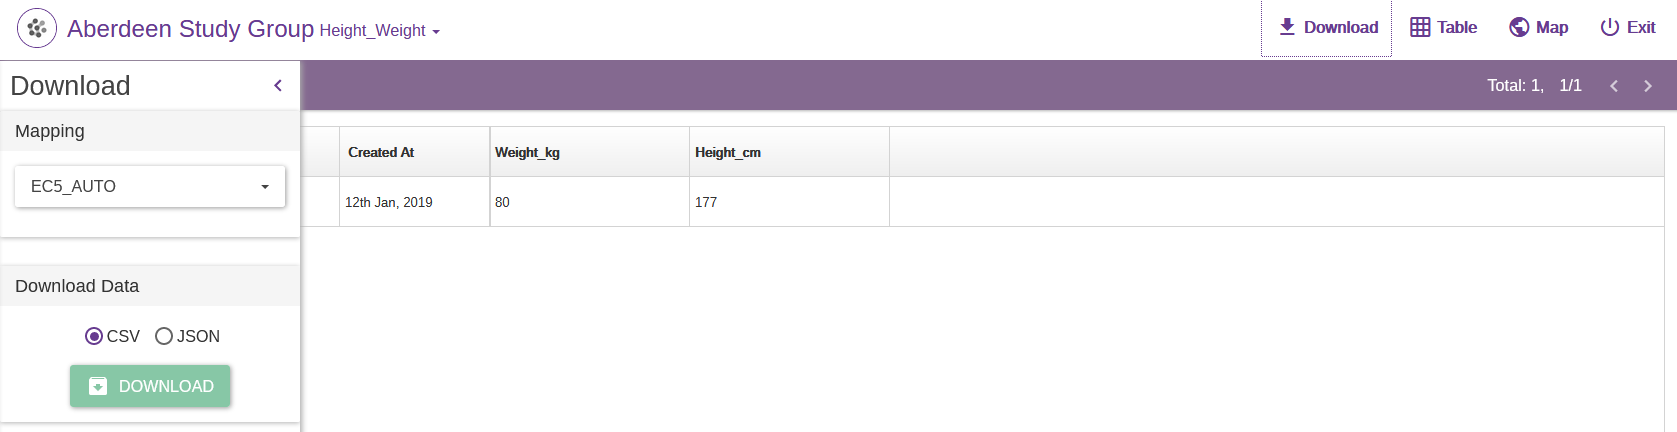 Aberdeen Study Group Height_Weight
Download Table Map Exit
Download
Total: 1, 1/1
Mapping
EC5_AUTO
Created At Weight_kg Height_cm
12th Jan, 2019 80 177
Download Data
CSV JSON
DOWNLOAD